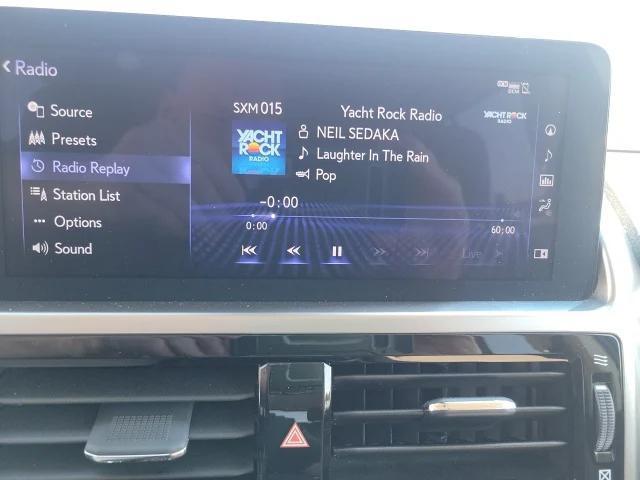 Radio
DCM
Source
Presets
Radio Replay
Station List
Options
Sound
SXM 015
Yacht Rock Radio
YACHT ROCK
RADIO
YACHT
ROCK
RADIO
NEIL SEDAKA
Laughter In The Rain
Pop
-0:00
0:00
60:00
Live